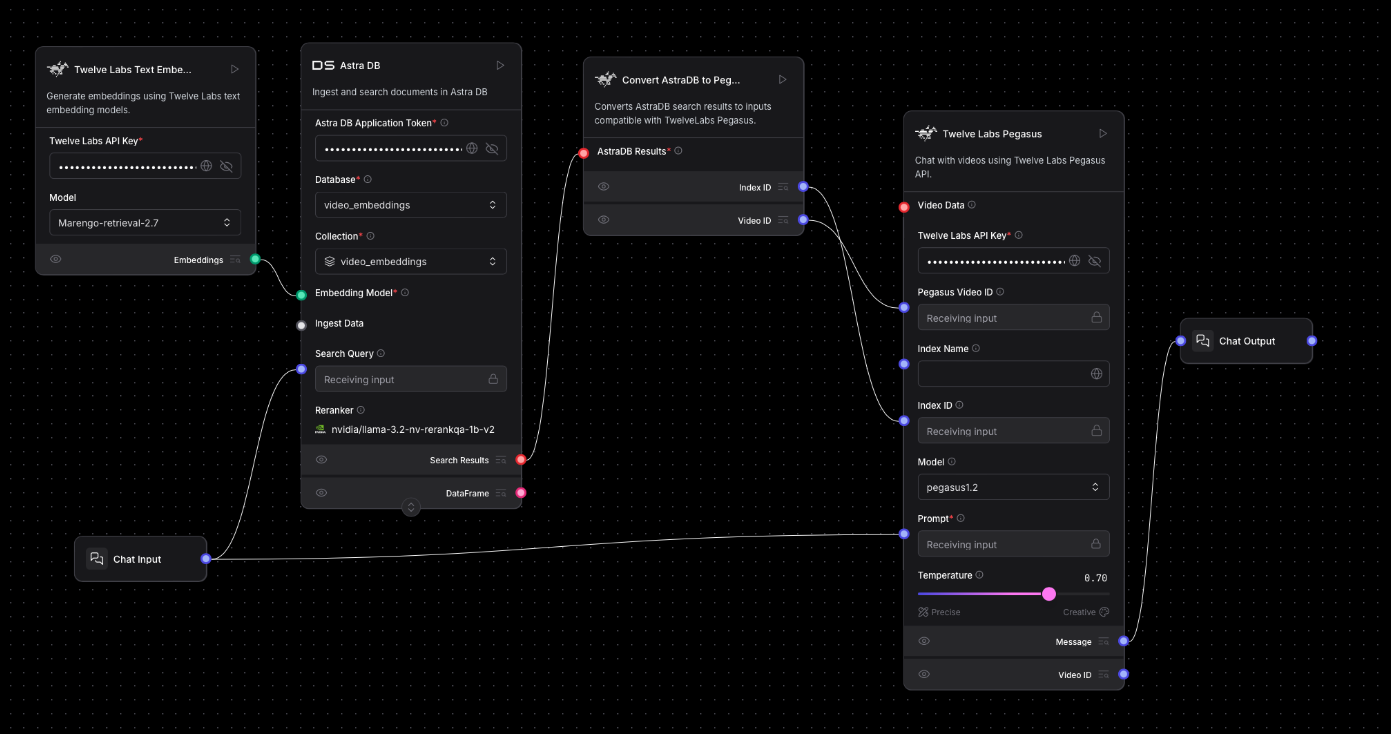 Twelve Labs Text Embe...
Generate embeddings using Twelve Labs text
embedding models.
Twelve Labs API Key*
Model
Marengo-retrieval-2.7
Embeddings
DS Astra DB
Ingest and search documents in Astra DB
Astra DB Application Token*
Database*
video_embeddings
Collection*
video_embeddings
Embedding Model*
Ingest Data
Search Query
Receiving input
Reranker
nvidia/llama-3.2-nv-rerankqa-1b-v2
Search Results
DataFrame
Chat Input
Convert AstraDB to Peg...
Converts AstraDB search results to inputs
compatible with TwelveLabs Pegasus.
AstraDB Results*
Index ID
Video ID
Twelve Labs Pegasus
Chat with videos using Twelve Labs Pegasus
API.
Video Data
Twelve Labs API Key*
Pegasus Video ID
Receiving input
Index Name
Index ID
Receiving input
Model
pegasus1.2
Prompt*
Receiving input
Temperature
0.70
Precise
Creative
Message
Video ID
Chat Output